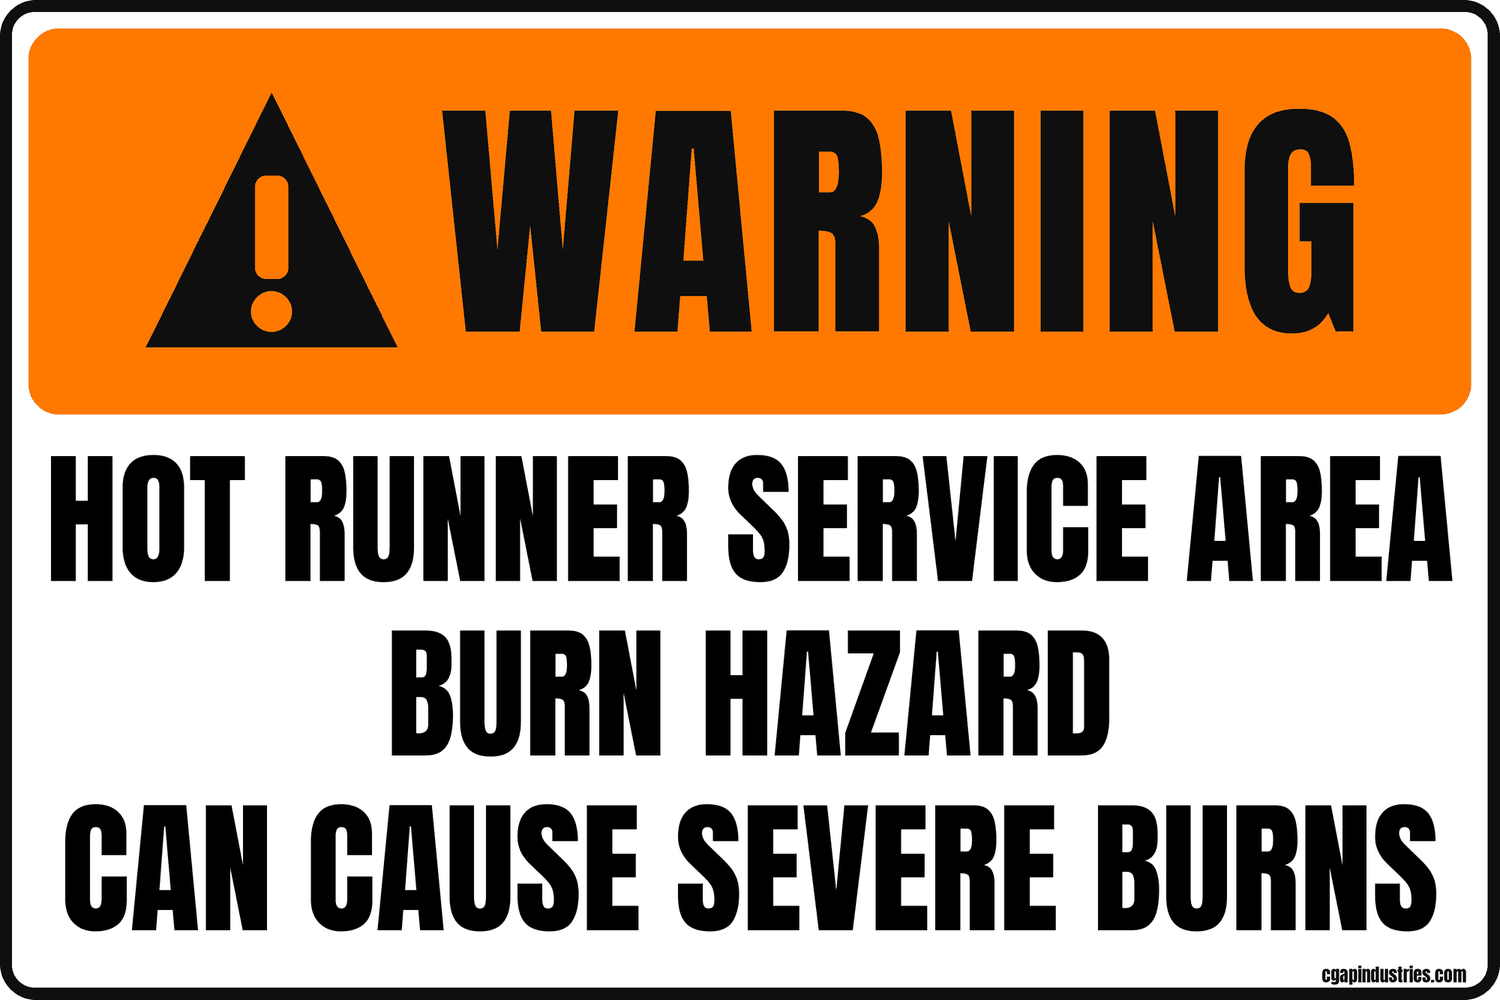 WARNING
HOT RUNNER SERVICE AREA
BURN HAZARD
CAN CAUSE SEVERE BURNS
cgapindustries.com